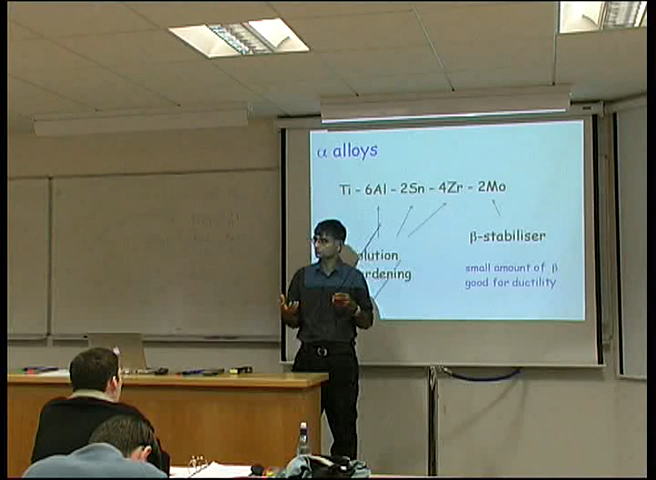 α alloys
Ti - 6Al - 2Sn - 4Zr - 2Mo
β-stabiliser
small amount of β
good for ductility